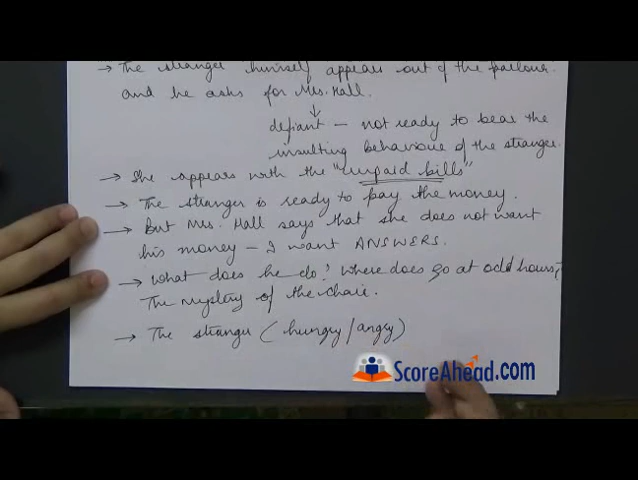 → The stranger himself appears out of the parlour.
and he asks for Mrs. Hall.
↓
defiant - not ready to bear the
insulting behaviour of the stranger.
→ She appears with the "unpaid bills"
→ The stranger is ready to pay the money.
→ But Mrs. Hall says that she does not want
his money - I want ANSWERS.
→ What does he do? where does go at odd hours,
The mystery of the chair.
→ The stranger (hungry/angry)
ScoreAhead.com